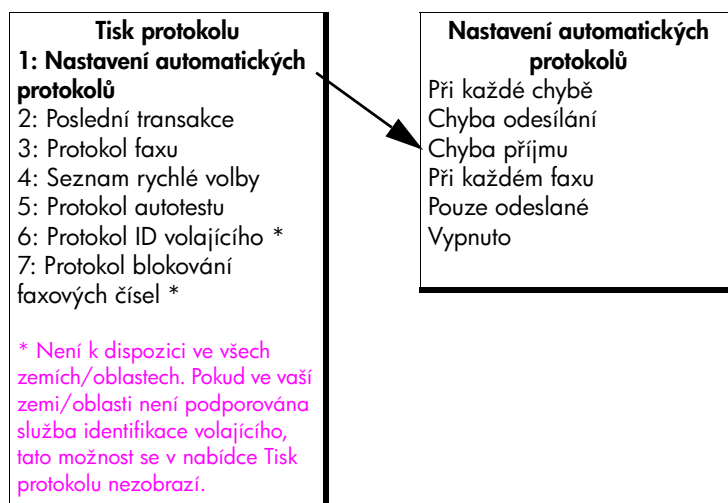 Tisk protokolu
1: Nastavení automatických
protokolů
2: Poslední transakce
3: Protokol faxu
4: Seznam rychlé volby
5: Protokol autotestu
6: Protokol ID volajícího *
7: Protokol blokování
faxových čísel *
* Není k dispozici ve všech
zemích/oblastech. Pokud ve vaší
zemi/oblasti není podporována
služba identifikace volajícího,
tato možnost se v nabídce Tisk
protokolu nezobrazí.
Nastavení automatických
protokolů
Při každé chybě
Chyba odesílání
Chyba příjmu
Při každém faxu
Pouze odeslané
Vypnuto